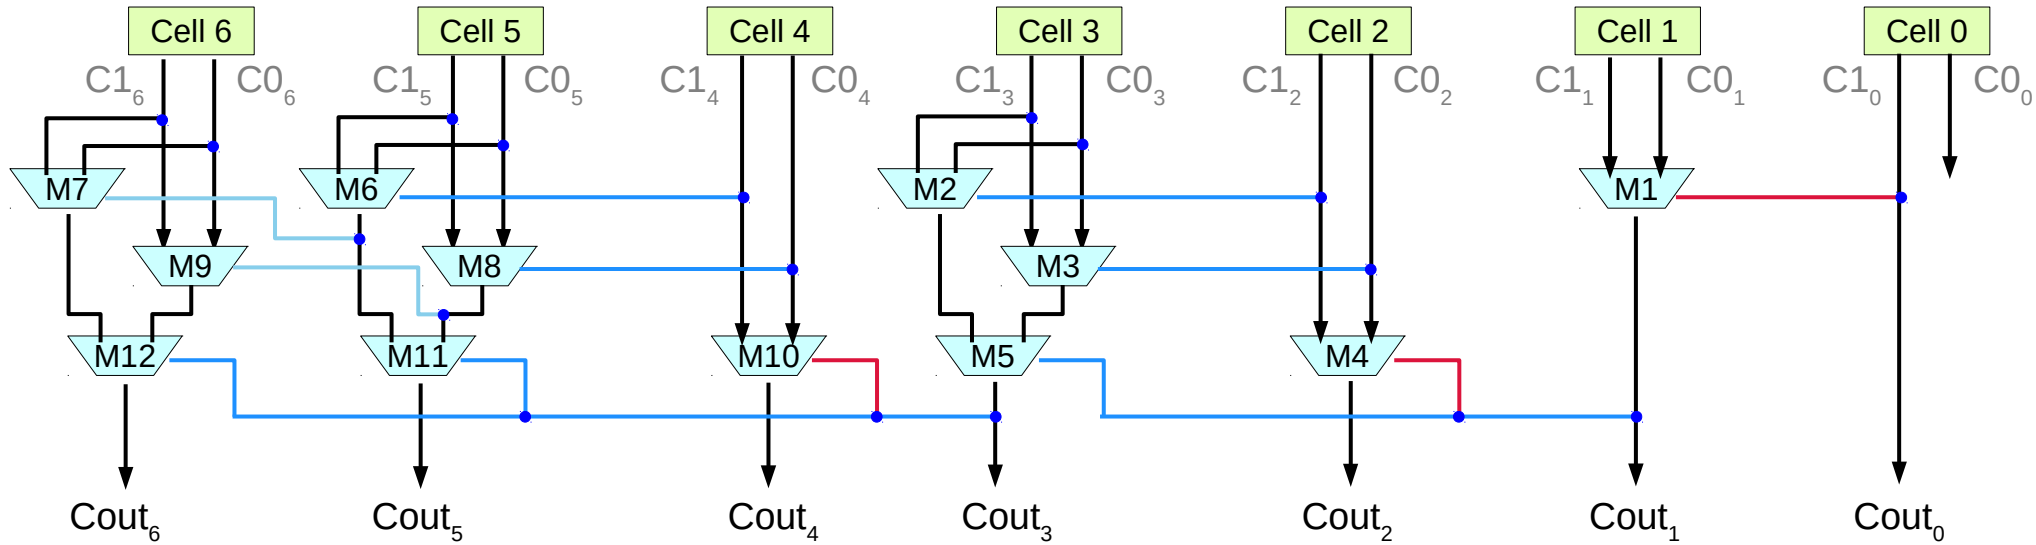 Cell 6 Cell 5 Cell 4 Cell 3 Cell 2 Cell 1 Cell 0
C1₆ C0₆ C1₅ C0₅ C1₄ C0₄ C1₃ C0₃ C1₂ C0₂ C1₁ C0₁ C1₀ C0₀
M7 M6 M2 M1
M9 M8 M3
M12 M11 M10 M5 M4
Cout₆ Cout₅ Cout₄ Cout₃ Cout₂ Cout₁ Cout₀